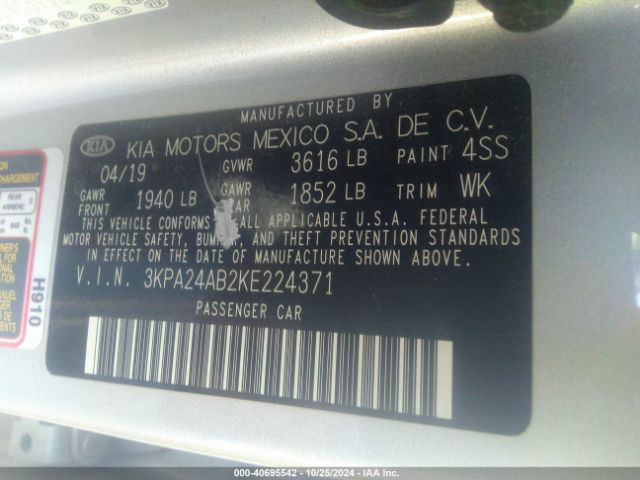 MANUFACTURED BY
KIA KIA MOTORS MEXICO S.A. DE C.V.
04/19 GVWR 3616 LB PAINT 4SS
GAWR FRONT 1940 LB GAWR 1852 LB TRIM WK
THIS VEHICLE CONFORMS ALL APPLICABLE U.S.A. FEDERAL
MOTOR VEHICLE SAFETY, AND THEFT PREVENTION STANDARDS
IN EFFECT ON THE DATE OF MANUFACTURE SHOWN ABOVE.
V.I.N. 3KPA24AB2KE224371
PASSENGER CAR
H910
REAR
ARRIÈRE
000-40695542 • 10/25/2024 • IAA Inc.